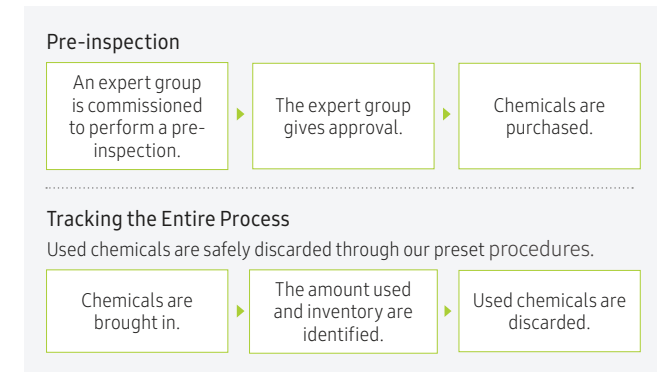 Pre-inspection
An expert group
is commissioned
to perform a pre-
inspection.
The expert group
gives approval.
Chemicals are
purchased.
Tracking the Entire Process
Used chemicals are safely discarded through our preset procedures.
Chemicals are
brought in.
The amount used
and inventory are
identified.
Used chemicals are
discarded.